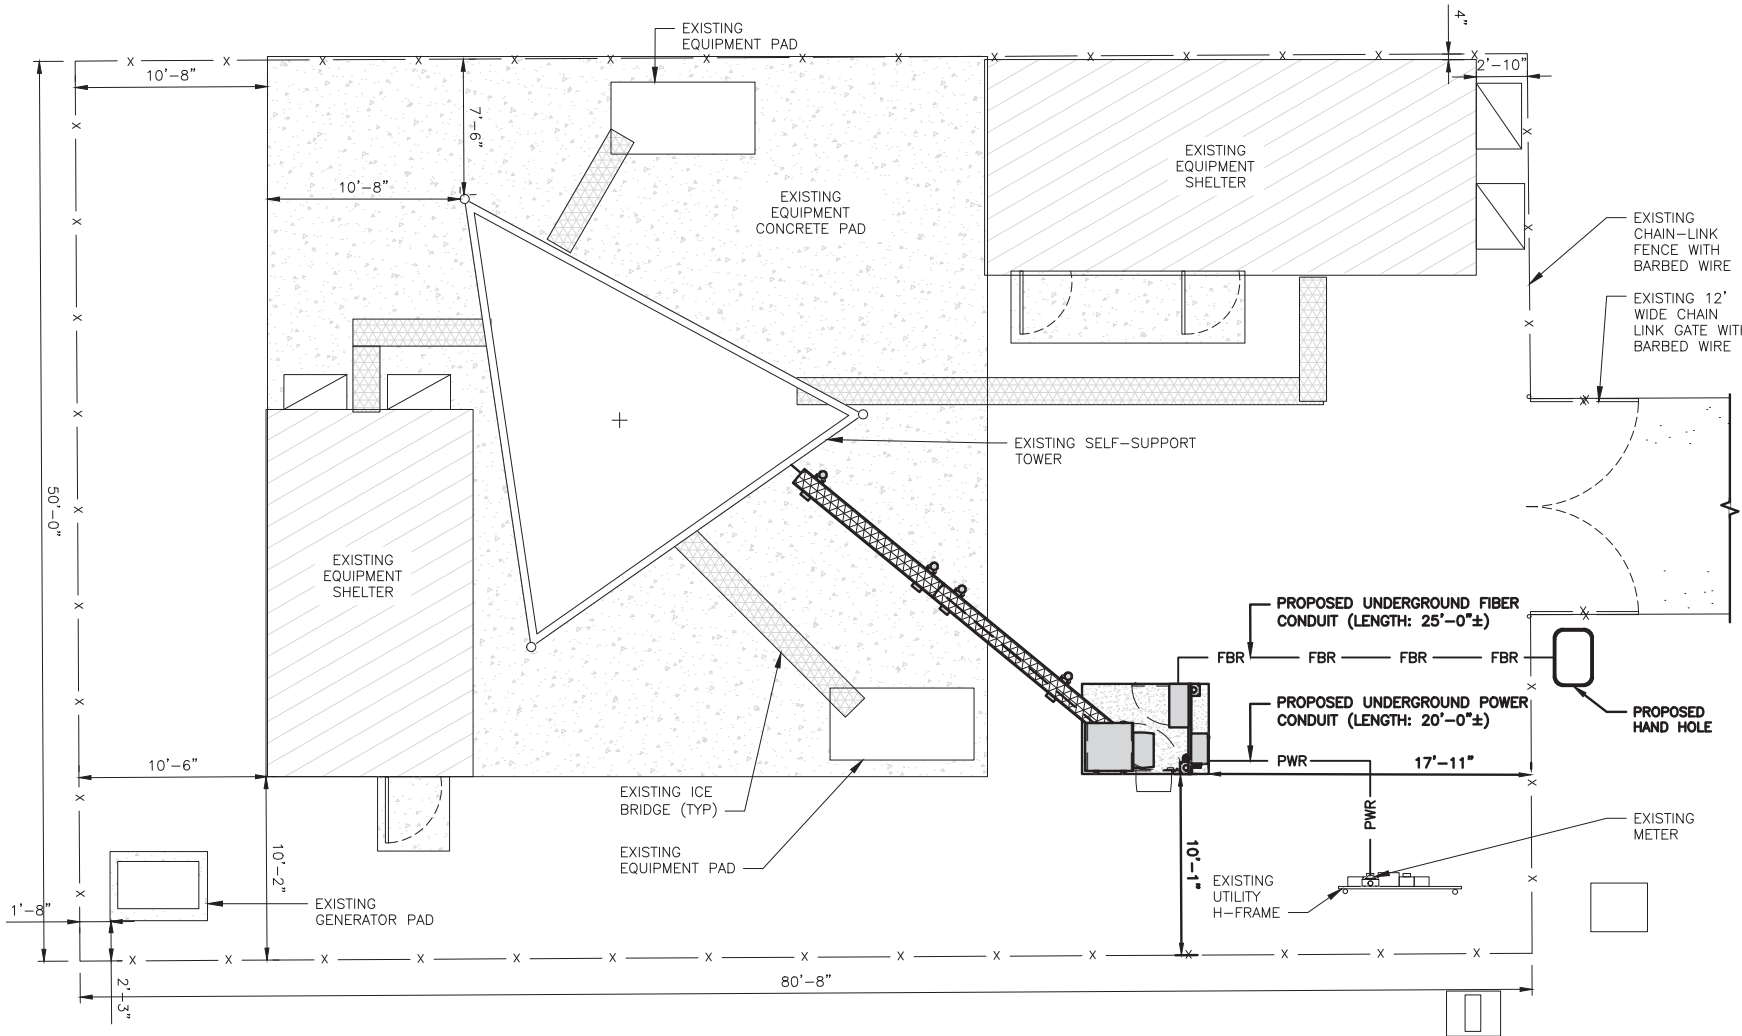 EXISTING
EQUIPMENT PAD
4"
10'-8"
2'-10"
7'-6"
EXISTING
EQUIPMENT
SHELTER
10'-8"
EXISTING
EQUIPMENT
CONCRETE PAD
EXISTING
CHAIN-LINK
FENCE WITH
BARBED WIRE
EXISTING 12'
WIDE CHAIN
LINK GATE WITH
BARBED WIRE
EXISTING SELF-SUPPORT
TOWER
50'-0"
EXISTING
EQUIPMENT
SHELTER
PROPOSED UNDERGROUND FIBER
CONDUIT (LENGTH: 25'-0"±)
FBR FBR FBR FBR
PROPOSED UNDERGROUND POWER
CONDUIT (LENGTH: 20'-0"±)
PROPOSED
HAND HOLE
10'-6"
PWR
17'-11"
EXISTING ICE
BRIDGE (TYP)
PWR
EXISTING
METER
EXISTING
EQUIPMENT PAD
10'-2"
10'-1"
EXISTING
UTILITY
H-FRAME
1'-8"
EXISTING
GENERATOR PAD
80'-8"
2'-3"